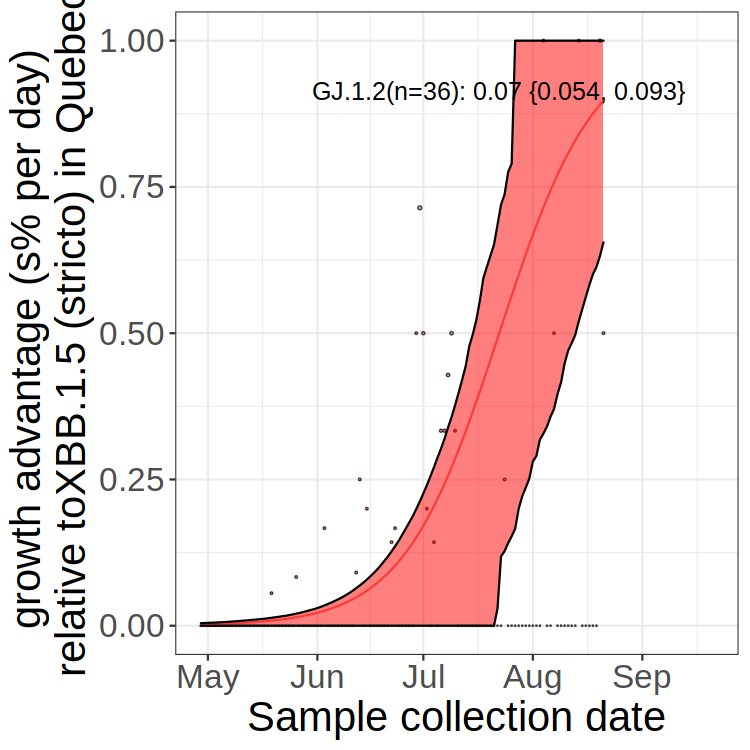 growth advantage (s% per day)
relative toXBB.1.5 (stricto) in Quebec
1.00
0.75
0.50
0.25
0.00
GJ.1.2(n=36): 0.07 {0.054, 0.093}
May Jun Jul Aug Sep
Sample collection date